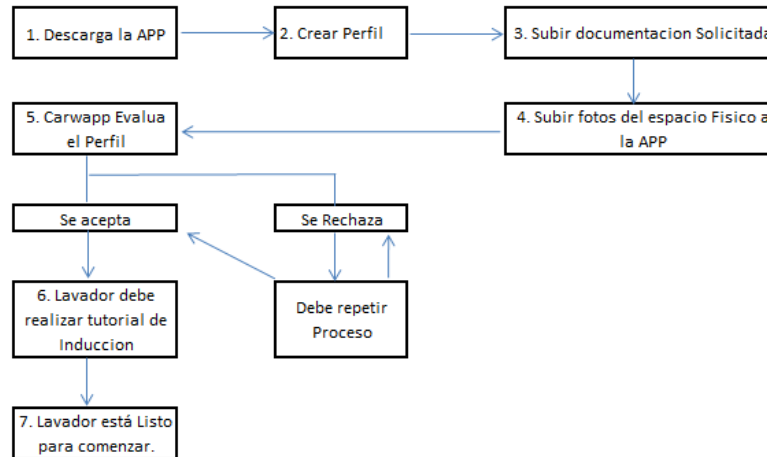 1. Descarga la APP
2. Crear Perfil
3. Subir documentacion Solicitada
4. Subir fotos del espacio Fisico a
la APP
5. Carwapp Evalua
el Perfil
Se acepta
Se Rechaza
6. Lavador debe
realizar tutorial de
Induccion
Debe repetir
Proceso
7. Lavador está Listo
para comenzar.